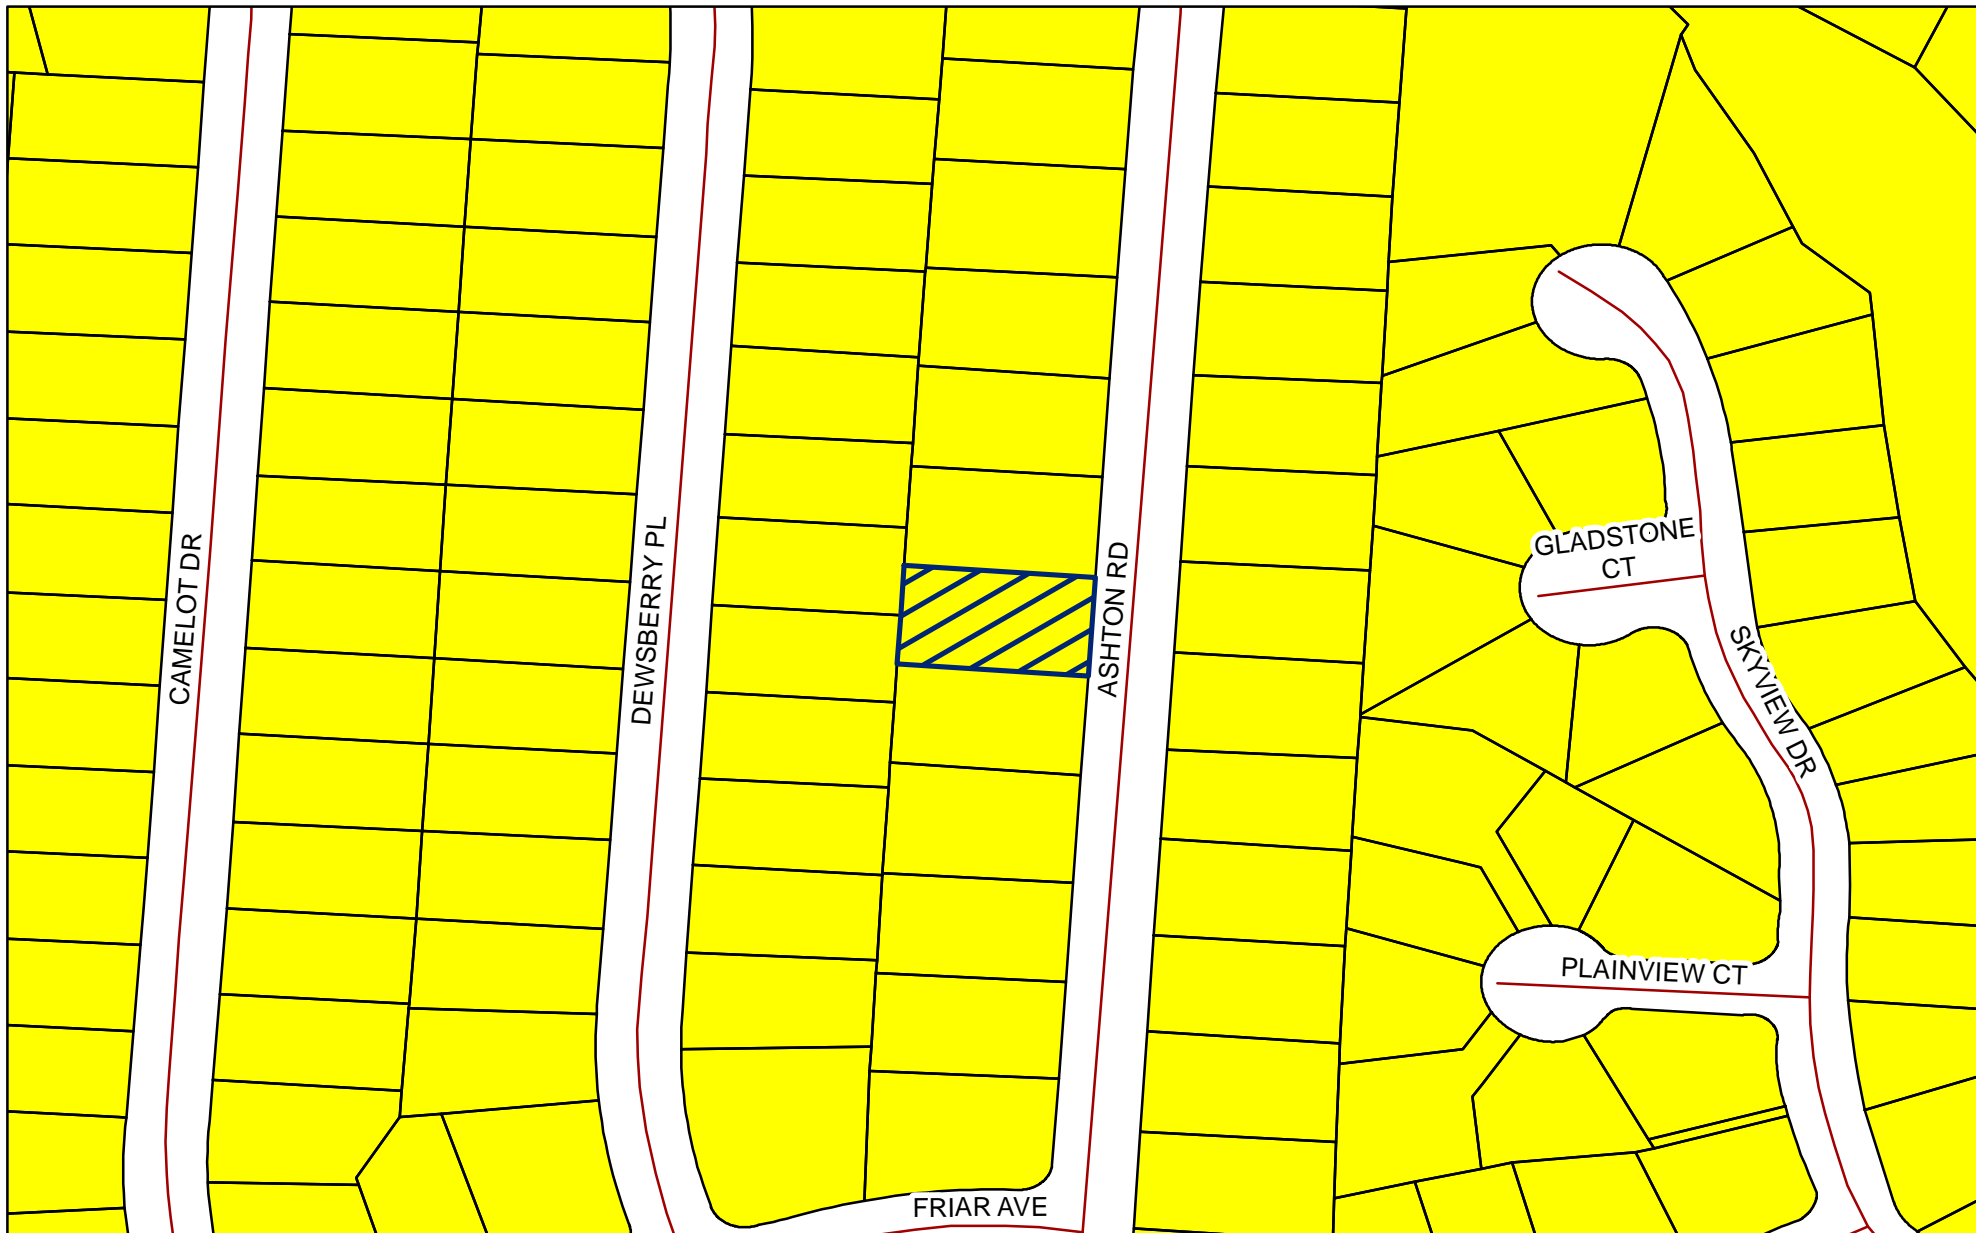 CAMELOT DR
DEWSBERRY PL
ASHTON RD
GLADSTONE
CT
SKYVIEW DR
PLAINVIEW CT
FRIAR AVE